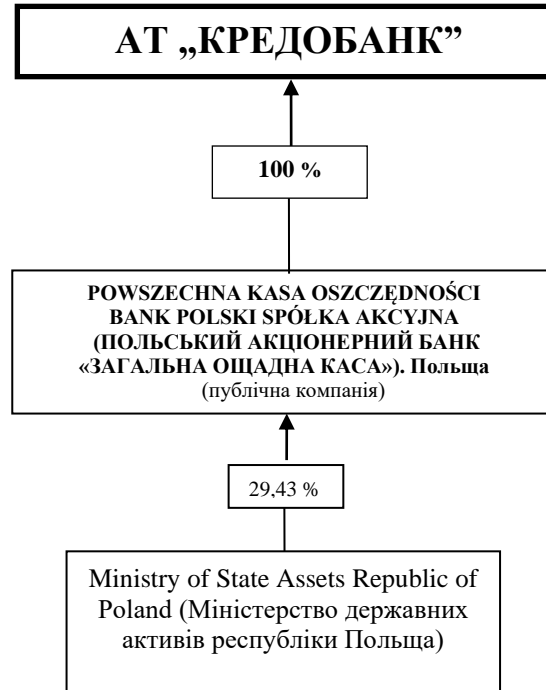 АТ „КРЕДОБАНК”
100 %
POWSZECHNA KASA OSZCZĘDNOŚCI
BANK POLSKI SPÓŁKA AKCYJNA
(ПОЛЬСЬКИЙ АКЦІОНЕРНИЙ БАНК
«ЗАГАЛЬНА ОЩАДНА КАСА»). Польща
(публічна компанія)
29,43 %
Ministry of State Assets Republic of
Poland (Міністерство державних
активів республіки Польща)